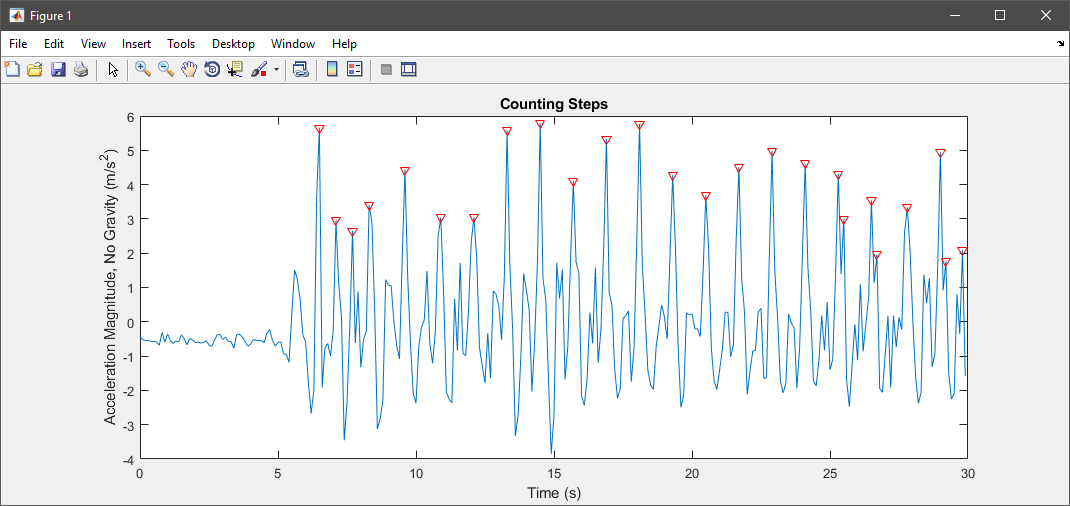 Figure 1
File Edit View Insert Tools Desktop Window Help
Counting Steps
Acceleration Magnitude, No Gravity (m/s²)
6
5
4
3
2
1
0
-1
-2
-3
-4
0 5 10 15 20 25 30
Time (s)